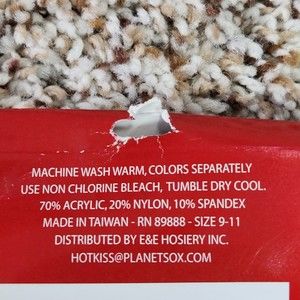 MACHINE WASH WARM, COLORS SEPARATELY
USE NON CHLORINE BLEACH, TUMBLE DRY COOL.
70% ACRYLIC, 20% NYLON, 10% SPANDEX
MADE IN TAIWAN - RN 89888 - SIZE 9-11
DISTRIBUTED BY E&E HOSIERY INC.
HOTKISS@PLANETSOX.COM